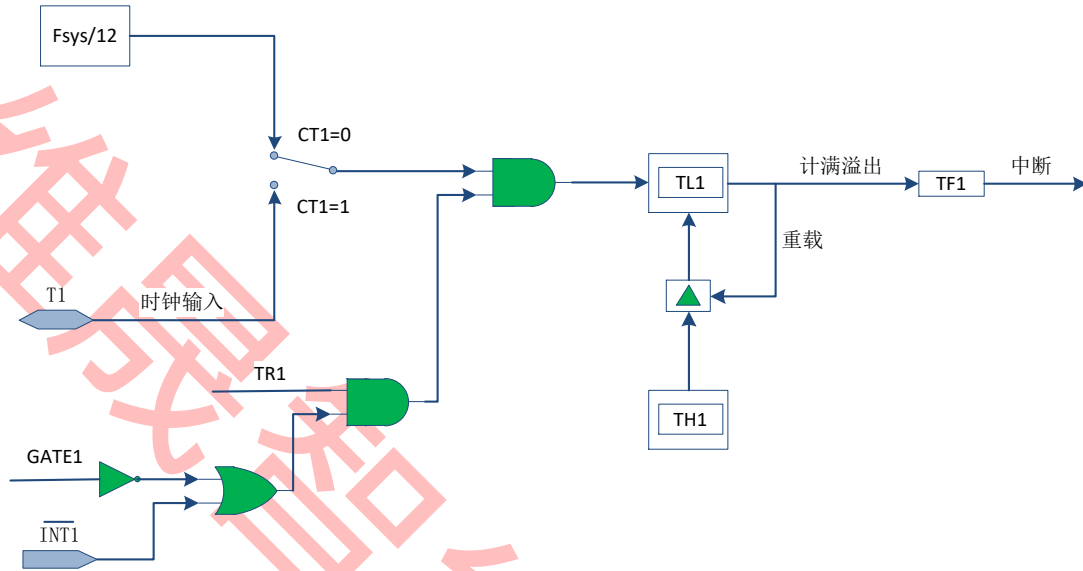 Fsys/12
CT1=0
CT1=1
T1
时钟输入
TL1
计满溢出
TF1
中断
重载
TR1
TH1
GATE1
INT1